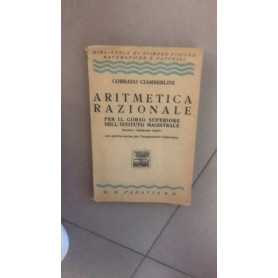 BIBLIOTECA DI SCIENZE FISICHE
MATEMATICHE E NATURALI
CORRADO CIAMBERLINI
ARITMETICA
RAZIONALE
PER IL CORSO SUPERIORE
DELL'ISTITUTO MAGISTRALE
G. B. PARAVIA & C.